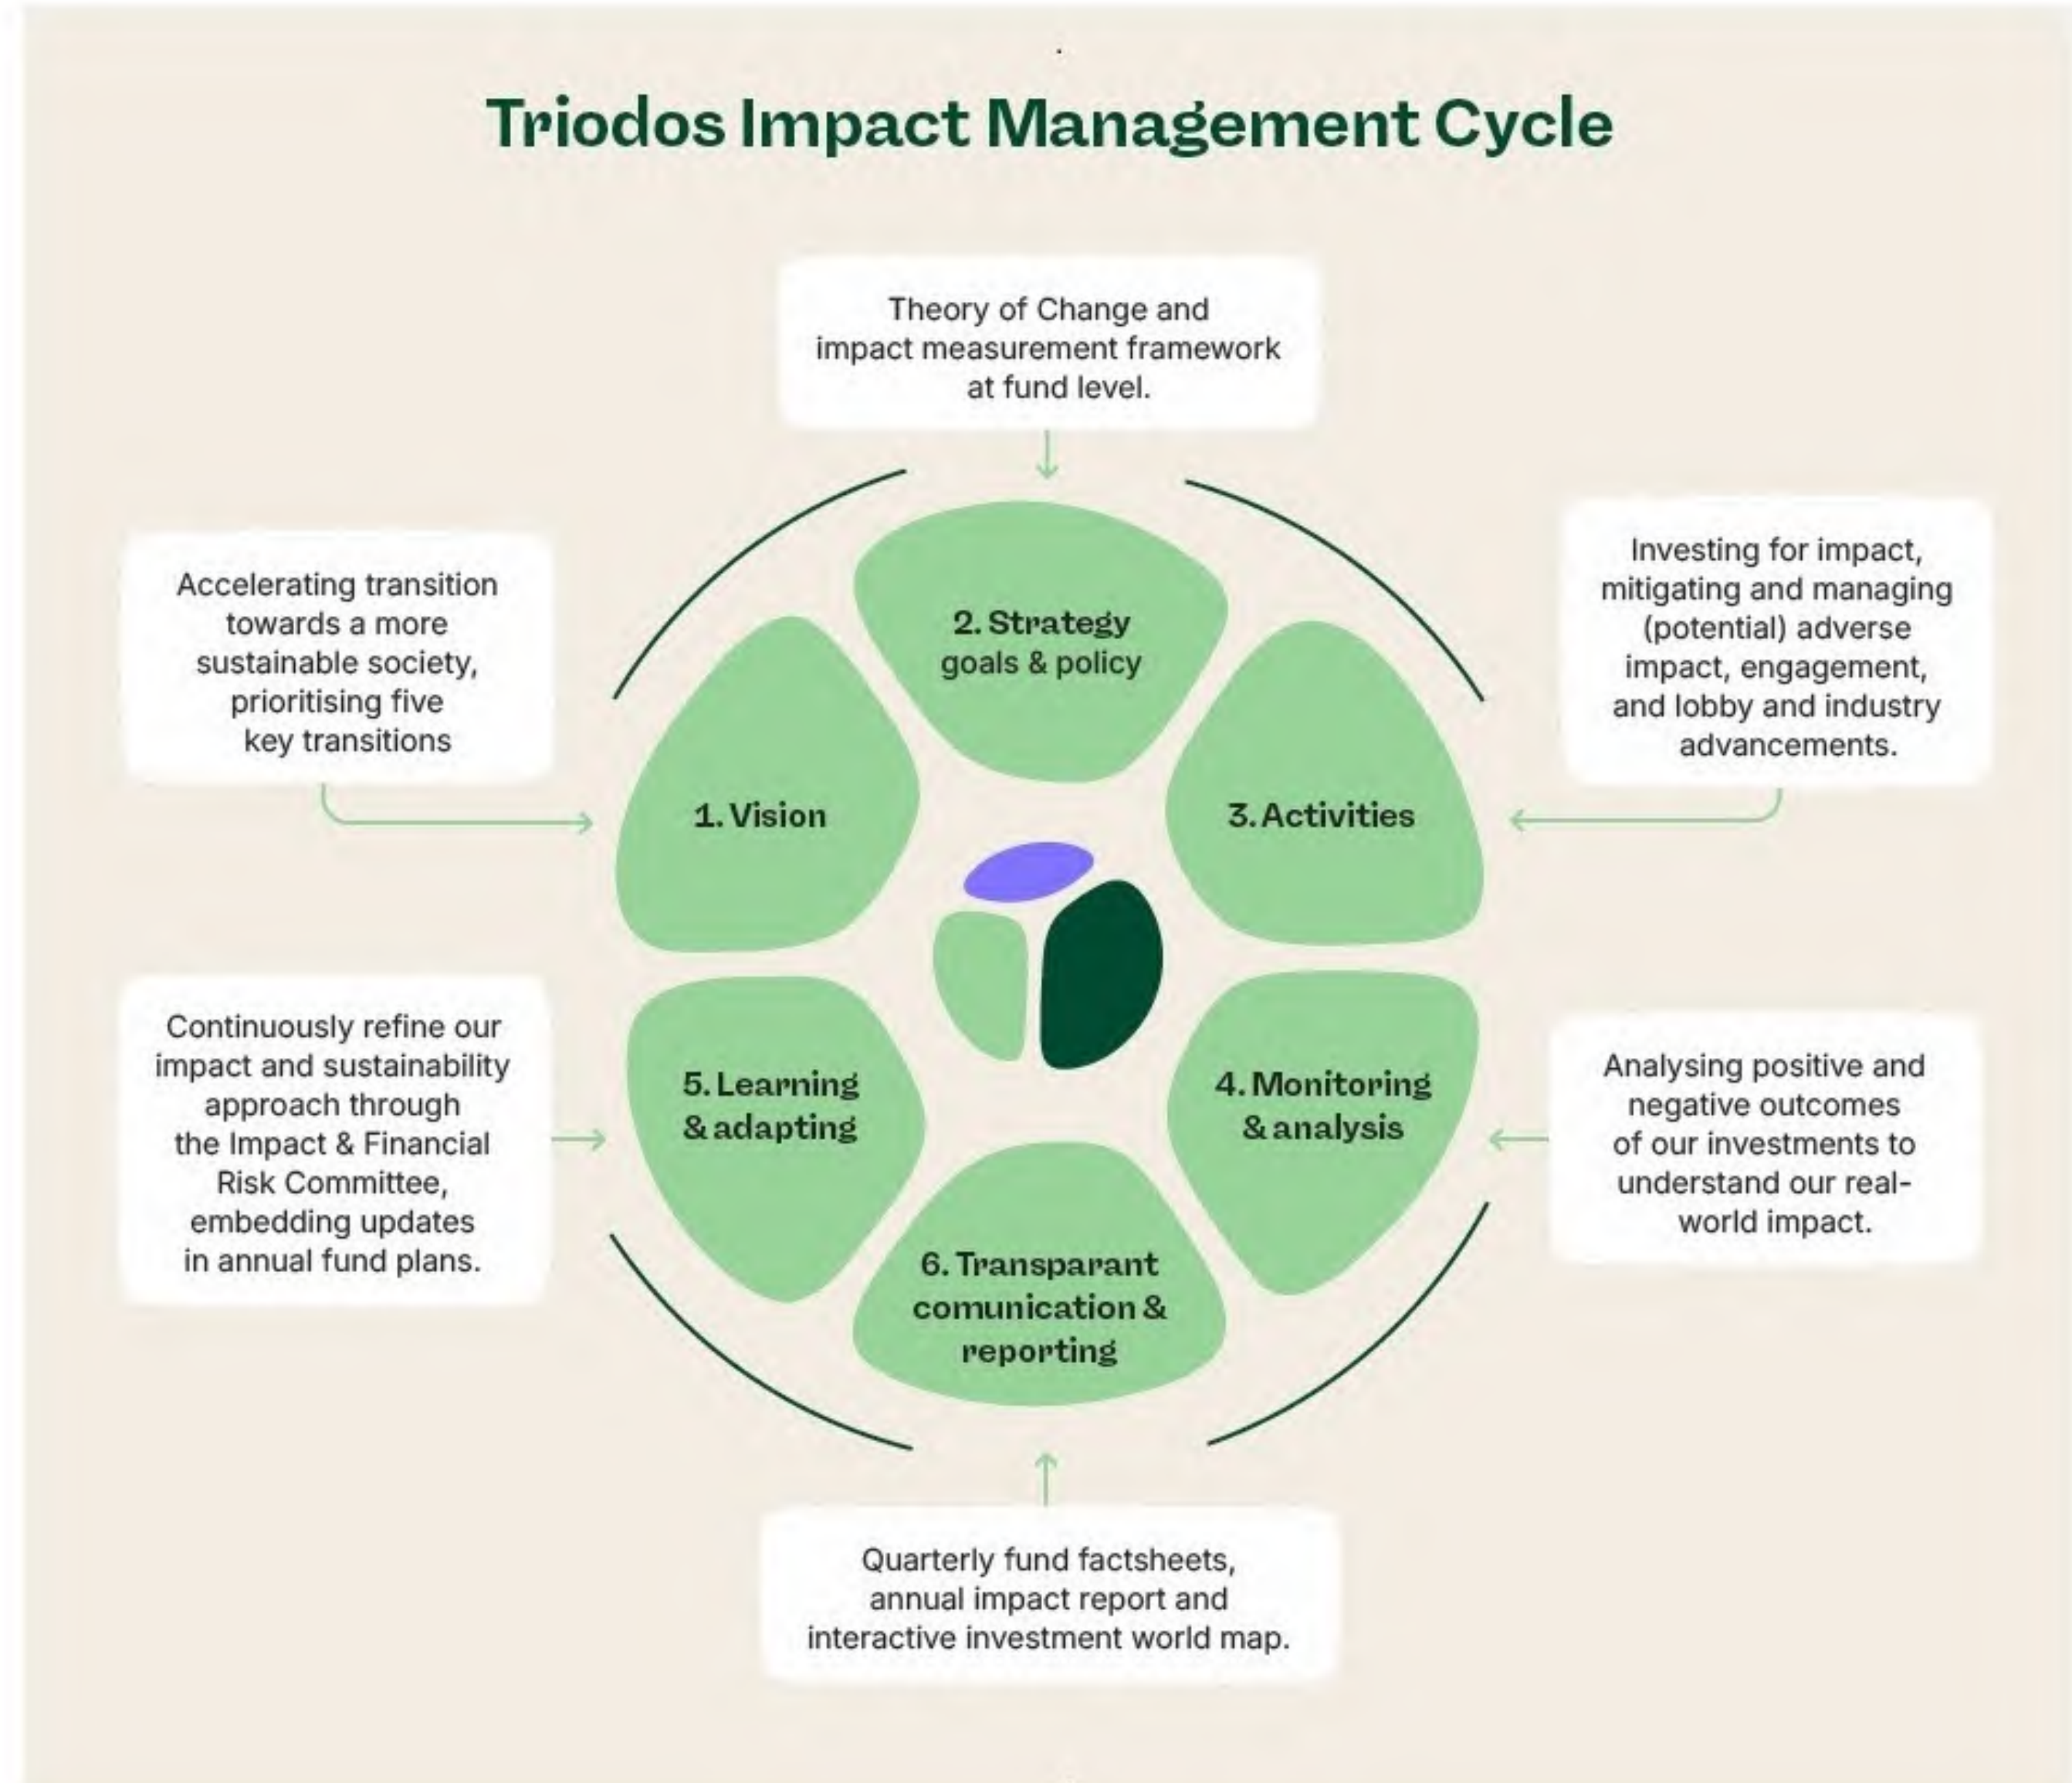 Triodos Impact Management Cycle
Theory of Change and
impact measurement framework
at fund level.
Accelerating transition
towards a more
sustainable society,
prioritising five
key transitions
Investing for impact,
mitigating and managing
(potential) adverse
impact, engagement,
and lobby and industry
advancements.
2. Strategy
goals & policy
1. Vision
3. Activities
Continuously refine our
impact and sustainability
approach through
the Impact & Financial
Risk Committee,
embedding updates
in annual fund plans.
5. Learning
& adapting
4. Monitoring
& analysis
Analysing positive and
negative outcomes
of our investments to
understand our real-
world impact.
6. Transparant
comunication &
reporting
Quarterly fund factsheets,
annual impact report and
interactive investment world map.